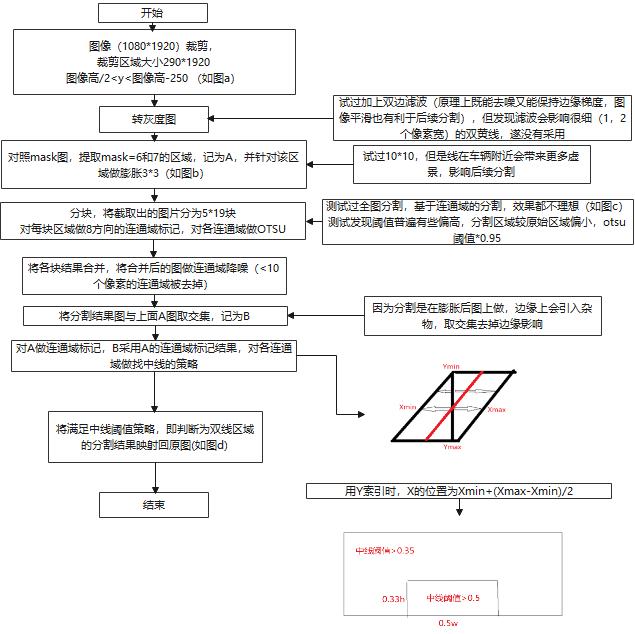 开始
图像（1080*1920）裁剪，
裁剪区域大小290*1920
图像高/2<y<图像高-250 （如图a）
转灰度图
试过加上双边滤波（原理上既能去噪又能保持边缘梯度，图
像平滑也有利于后续分割），但发现滤波会影响很细（1，2
个像素宽）的双黄线，遂没有采用
对照mask图，提取mask=6和7的区域，记为A，并针对该区
域做膨胀3*3（如图b）
试过10*10，但是线在车辆附近会带来更多虚
景，影响后续分割
分块，将截取出的图片分为5*19块
对每块区域做8方向的连通域标记，对各连通域做OTSU
测试过全图分割，基于连通域的分割，效果都不理想（如图c）
测试发现阈值普遍有些偏高，分割区域较原始区域偏小，otsu
阈值*0.95
将各块结果合并，将合并后的图做连通域降噪（<10
个像素的连通域被去掉）
将分割结果图与上面A图取交集，记为B
因为分割是在膨胀后图上做，边缘上会引入杂
物，取交集去掉边缘影响
对A做连通域标记，B采用A的连通域标记结果，对各连通
域做找中线的策略
Ymin
Xmin
Xmax
Ymax
将满足中线阈值策略，即判断为双线区域
的分割结果映射回原图(如图d)
用Y索引时，X的位置为Xmin+(Xmax-Xmin)/2
结束
中线阈值>0.35
0.33h
中线阈值>0.5
0.5w